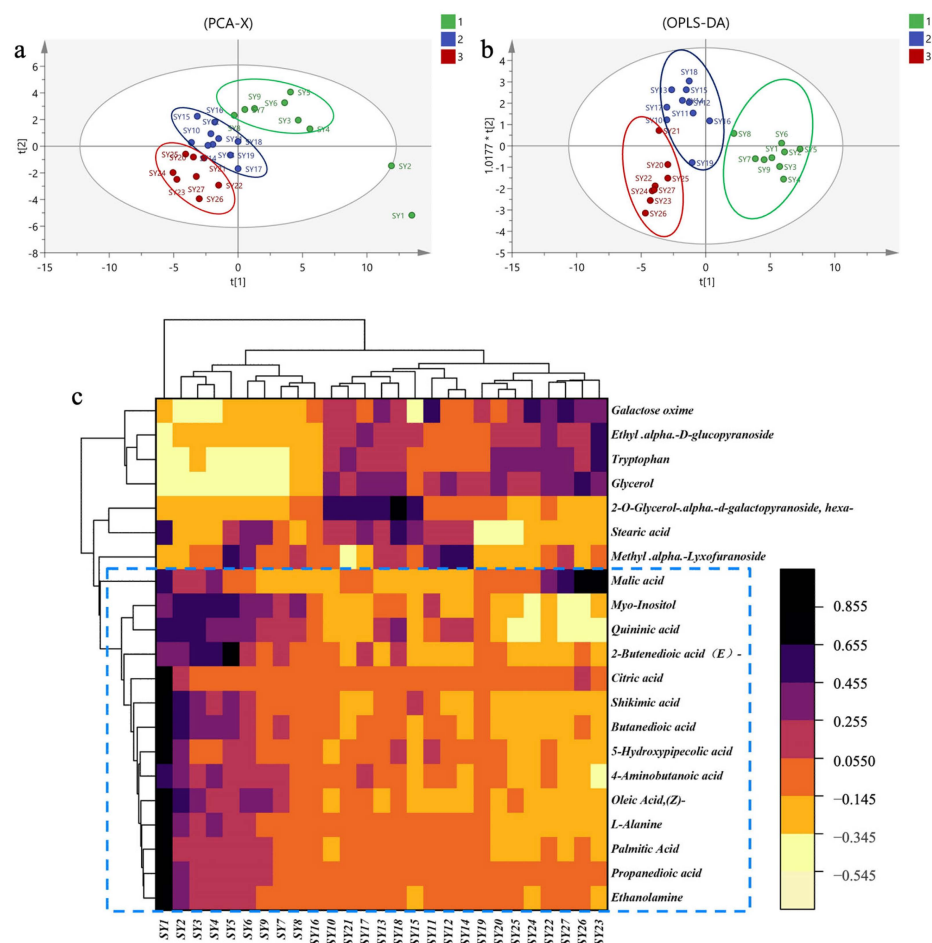 a
(PCA-X)
1
2
3
t[2]
6
4
2
0
-2
-4
-6
-8
-15
-10
-5
0
5
10
15
t[1]
SY9
SY5
SY6
SY7
SY3
SY4
SY16
SY15
SY10
SY18
SY19
SY17
SY24
SY23
SY27
SY22
SY26
SY2
SY1
b
(OPLS-DA)
1
2
3
1.0177 * t[2]
4
3
2
1
0
-1
-2
-3
-4
-5
-15
-10
-5
0
5
10
15
t[1]
SY18
SY15
SY12
SY17
SY11
SY10
SY16
SY21
SY19
SY8
SY6
SY1
SY2
SY5
SY7
SY9
SY3
SY4
SY20
SY22
SY25
SY24
SY27
SY23
SY26
c
Galactose oxime
Ethyl .alpha.-D-glucopyranoside
Tryptophan
Glycerol
2-O-Glycerol-.alpha.-d-galactopyranoside, hexa-
Stearic acid
Methyl .alpha.-Lyxofuranoside
Malic acid
Myo-Inositol
Quininic acid
2-Butenedioic acid（E）-
Citric acid
Shikimic acid
Butanedioic acid
5-Hydroxypipecolic acid
4-Aminobutanoic acid
Oleic Acid,(Z)-
L-Alanine
Palmitic Acid
Propanedioic acid
Ethanolamine
0.855
0.655
0.455
0.255
0.0550
−0.145
−0.345
−0.545
SY1
SY2
SY3
SY4
SY5
SY6
SY9
SY7
SY8
SY16
SY10
SY21
SY17
SY13
SY18
SY15
SY11
SY12
SY14
SY19
SY20
SY25
SY24
SY22
SY27
SY26
SY23